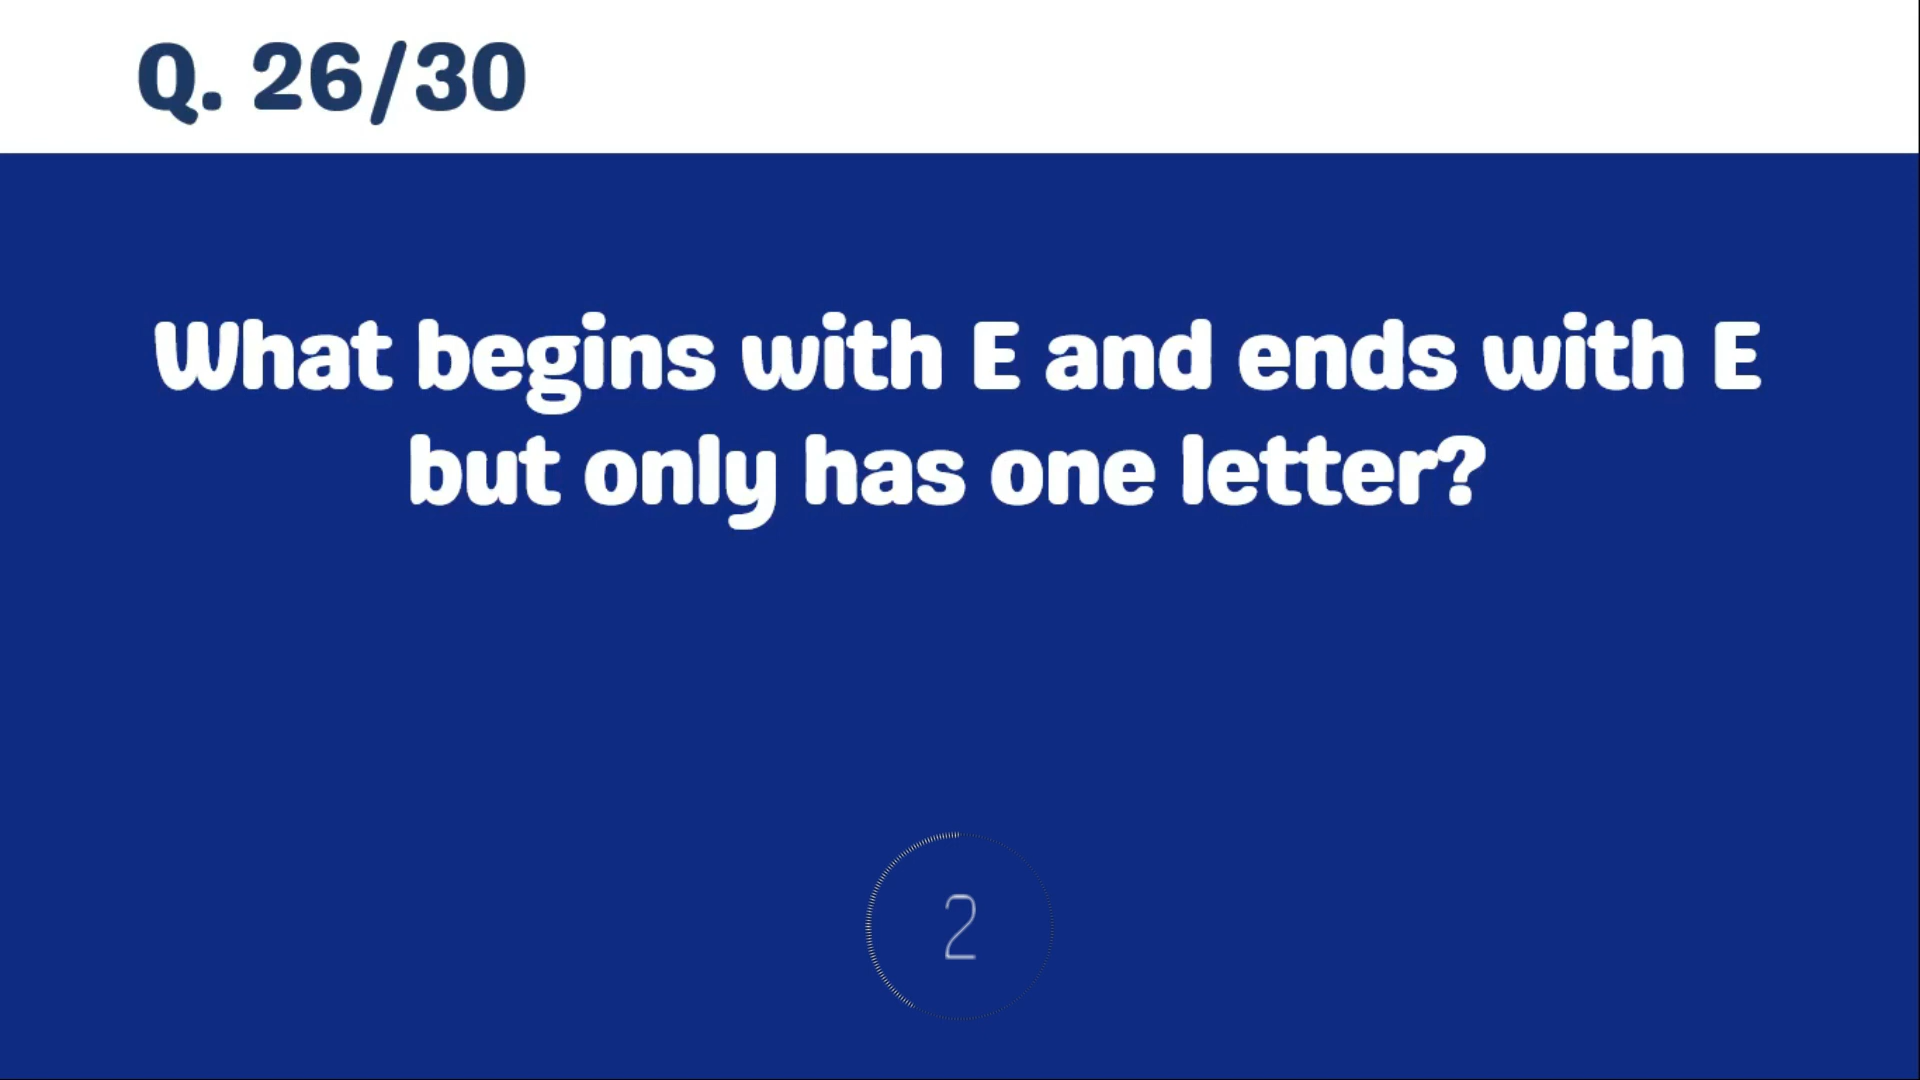 Q. 26/30
What begins with E and ends with E
but only has one letter?
2